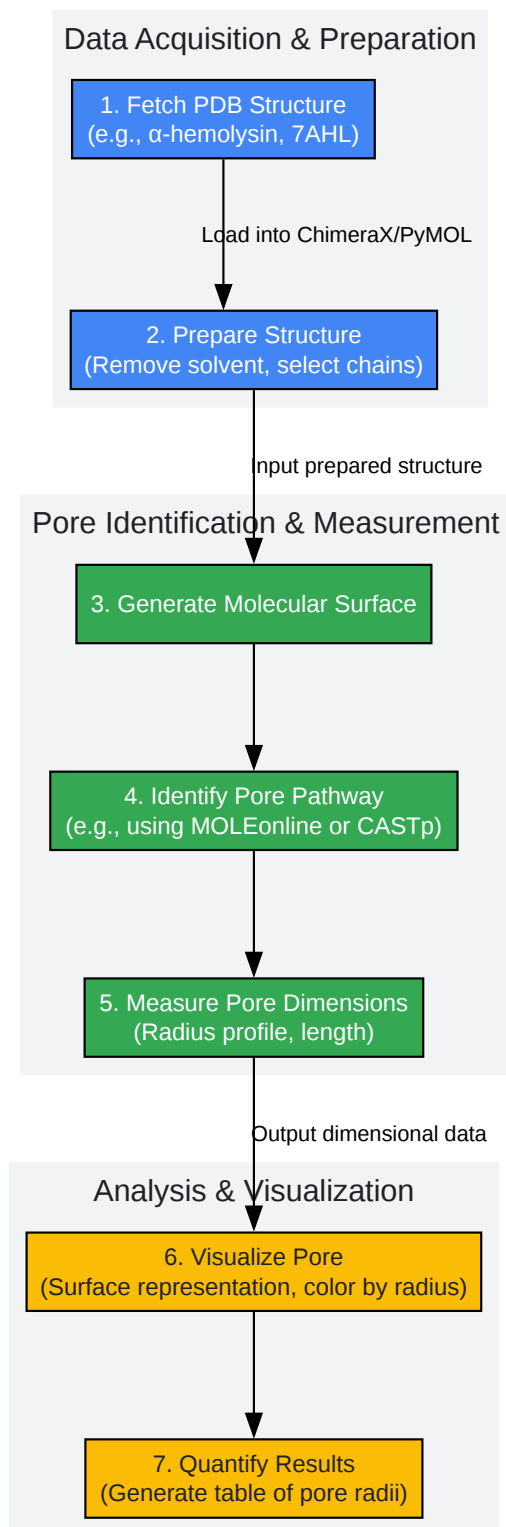 Data Acquisition & Preparation
1. Fetch PDB Structure
(e.g., α-hemolysin, 7AHL)
Load into ChimeraX/PyMOL
2. Prepare Structure
(Remove solvent, select chains)
Input prepared structure
Pore Identification & Measurement
3. Generate Molecular Surface
4. Identify Pore Pathway
(e.g., using MOLEonline or CASTp)
5. Measure Pore Dimensions
(Radius profile, length)
Output dimensional data
Analysis & Visualization
6. Visualize Pore
(Surface representation, color by radius)
7. Quantify Results
(Generate table of pore radii)